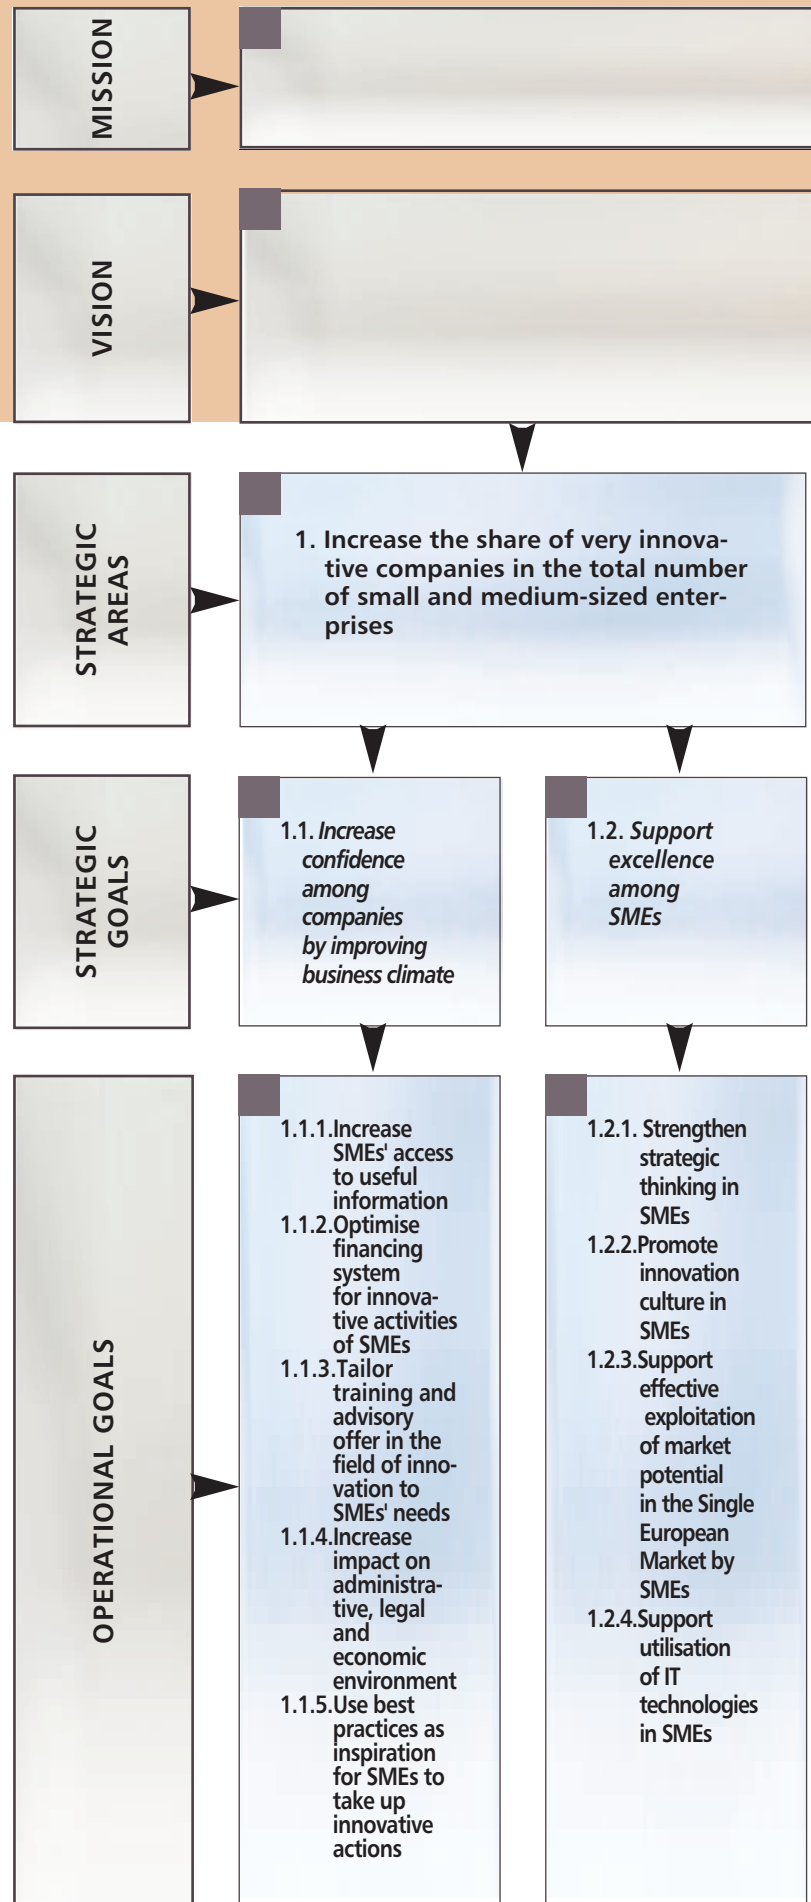 MISSION
VISION
STRATEGIC
AREAS
1. Increase the share of very innova-
tive companies in the total number
of small and medium-sized enter-
prises
STRATEGIC
GOALS
1.1. Increase
confidence
among
companies
by improving
business climate
1.2. Support
excellence
among
SMEs
OPERATIONAL GOALS
1.1.1.Increase
SMEs' access
to useful
information
1.1.2.Optimise
financing
system
for innova-
tive activities
of SMEs
1.1.3.Tailor
training and
advisory
offer in the
field of inno-
vation to
SMEs' needs
1.1.4.Increase
impact on
administra-
tive, legal
and
economic
environment
1.1.5.Use best
practices as
inspiration
for SMEs to
take up
innovative
actions
1.2.1. Strengthen
strategic
thinking in
SMEs
1.2.2.Promote
innovation
culture in
SMEs
1.2.3.Support
effective
exploitation
of market
potential
in the Single
European
Market by
SMEs
1.2.4.Support
utilisation
of IT
technologies
in SMEs